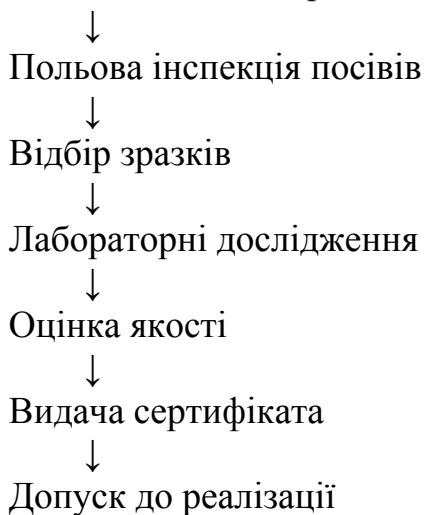 ↓
Польова інспекція посівів
↓
Відбір зразків
↓
Лабораторні дослідження
↓
Оцінка якості
↓
Видача сертифіката
↓
Допуск до реалізації